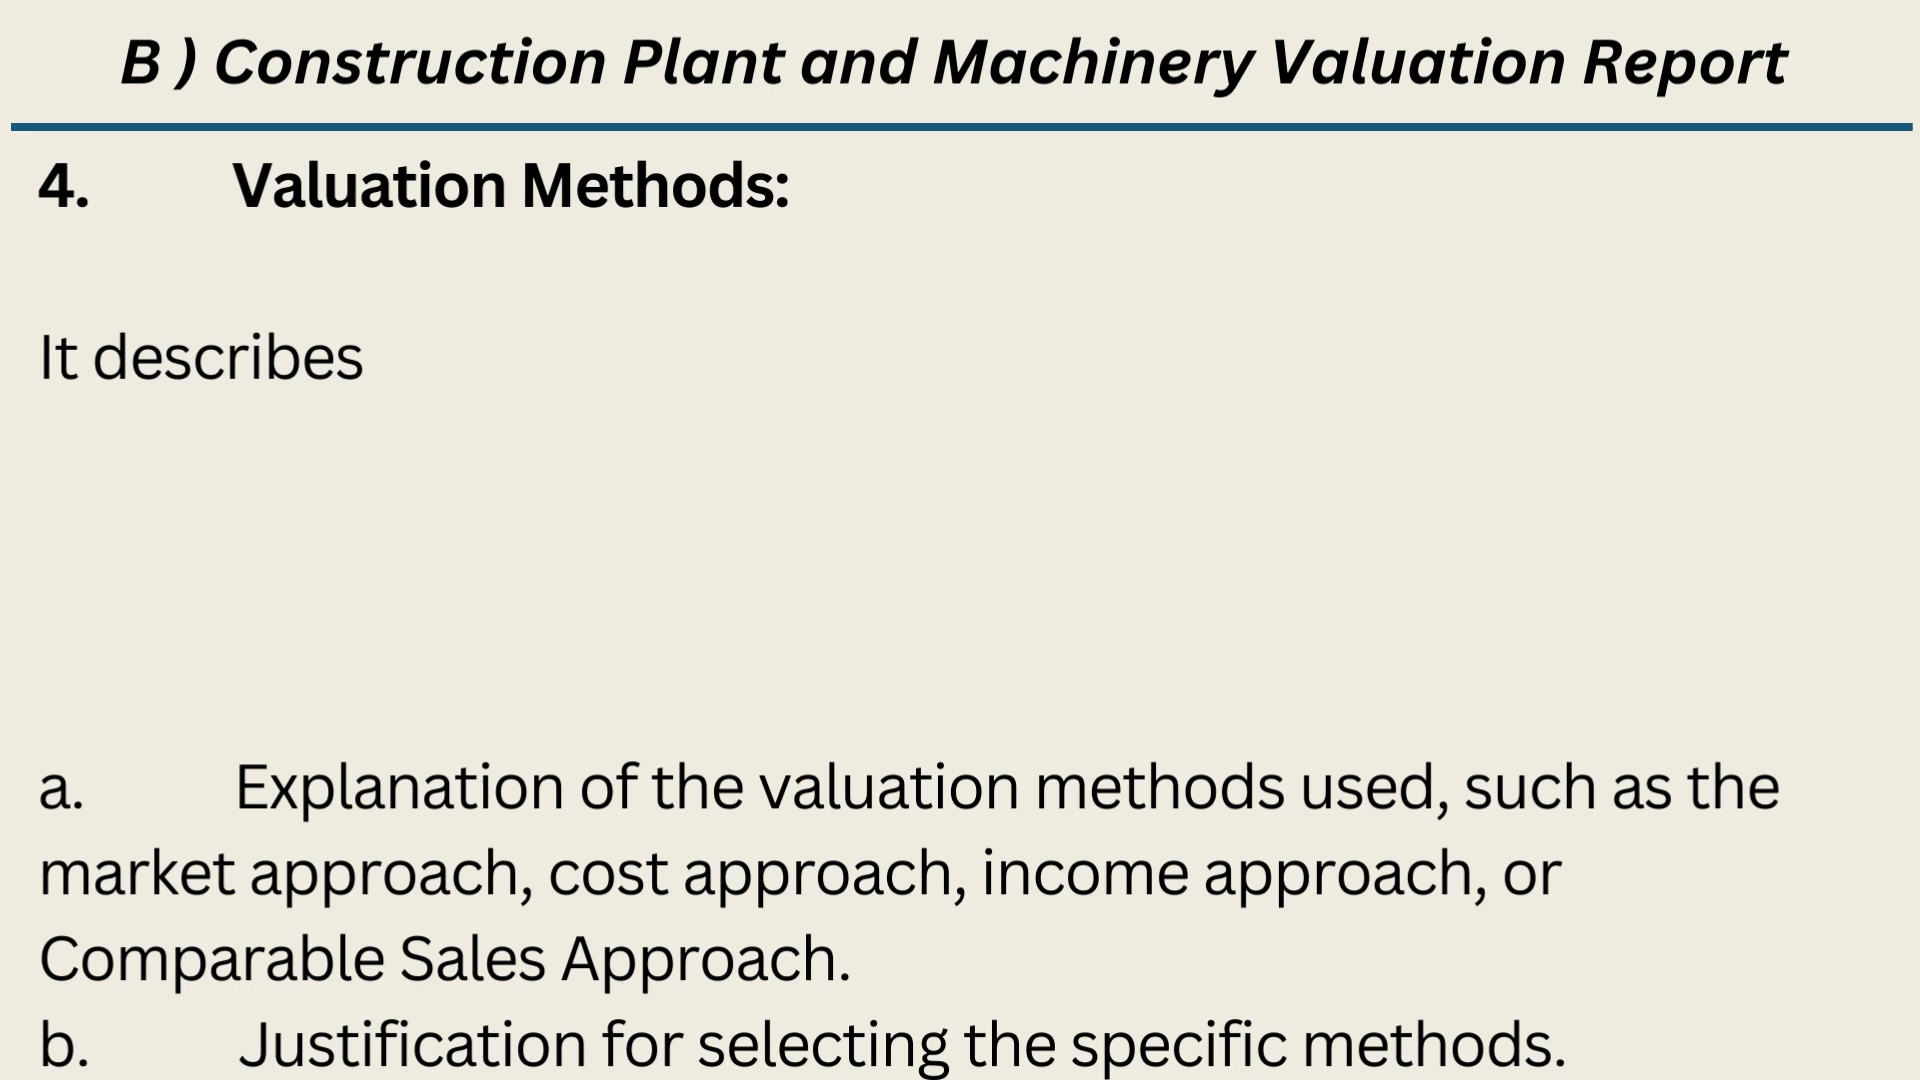 B ) Construction Plant and Machinery Valuation Report
4. Valuation Methods:
It describes
a. Explanation of the valuation methods used, such as the
market approach, cost approach, income approach, or
Comparable Sales Approach.
b. Justification for selecting the specific methods.